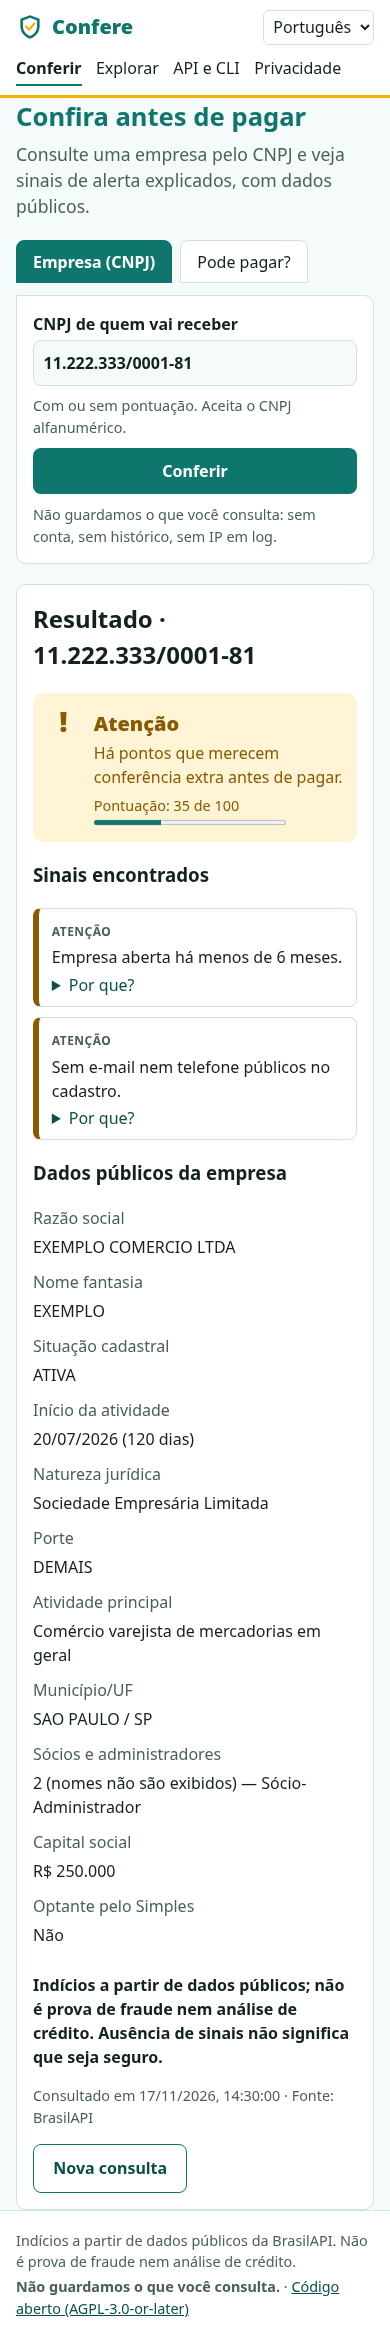 Confere
Português
Conferir Explorar API e CLI Privacidade
Confira antes de pagar
Consulte uma empresa pelo CNPJ e veja
sinais de alerta explicados, com dados
públicos.
Empresa (CNPJ) Pode pagar?
CNPJ de quem vai receber
11.222.333/0001-81
Com ou sem pontuação. Aceita o CNPJ
alfanumérico.
Conferir
Não guardamos o que você consulta: sem
conta, sem histórico, sem IP em log.
Resultado ·
11.222.333/0001-81
! Atenção
Há pontos que merecem
conferência extra antes de pagar.
Pontuação: 35 de 100
Sinais encontrados
ATENÇÃO
Empresa aberta há menos de 6 meses.
▶ Por que?
ATENÇÃO
Sem e-mail nem telefone públicos no
cadastro.
▶ Por que?
Dados públicos da empresa
Razão social
EXEMPLO COMERCIO LTDA
Nome fantasia
EXEMPLO
Situação cadastral
ATIVA
Início da atividade
20/07/2026 (120 dias)
Natureza jurídica
Sociedade Empresária Limitada
Porte
DEMAIS
Atividade principal
Comércio varejista de mercadorias em
geral
Município/UF
SAO PAULO / SP
Sócios e administradores
2 (nomes não são exibidos) — Sócio-
Administrador
Capital social
R$ 250.000
Optante pelo Simples
Não
Indícios a partir de dados públicos; não
é prova de fraude nem análise de
crédito. Ausência de sinais não significa
que seja seguro.
Consultado em 17/11/2026, 14:30:00 · Fonte:
BrasilAPI
Nova consulta
Indícios a partir de dados públicos da BrasilAPI. Não
é prova de fraude nem análise de crédito.
Não guardamos o que você consulta. · Código
aberto (AGPL-3.0-or-later)